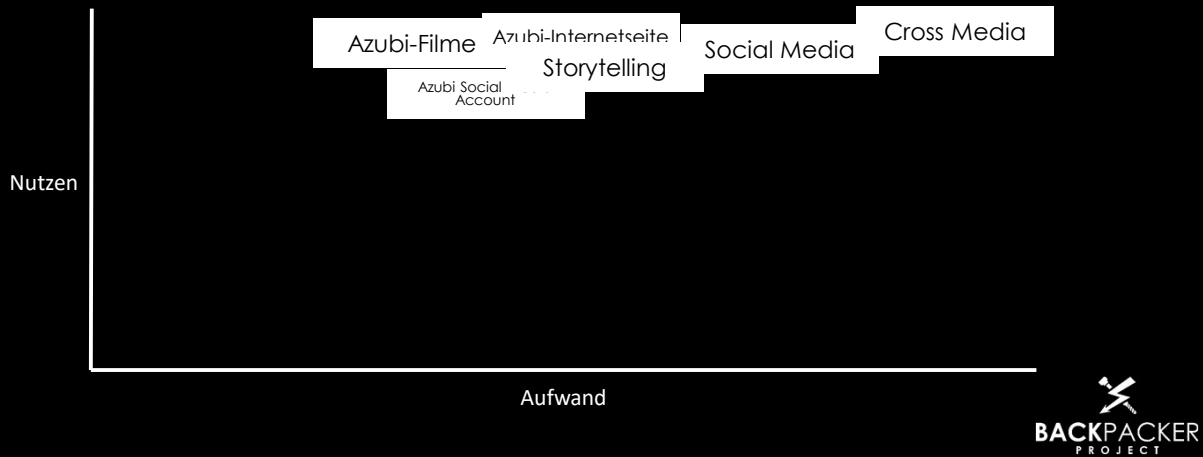 Azubi-Filme
Azubi-Internetseite
Storytelling
Social Media
Cross Media
Azubi Social
Account
Nutzen
Aufwand
BACKPACKER
PROJECT